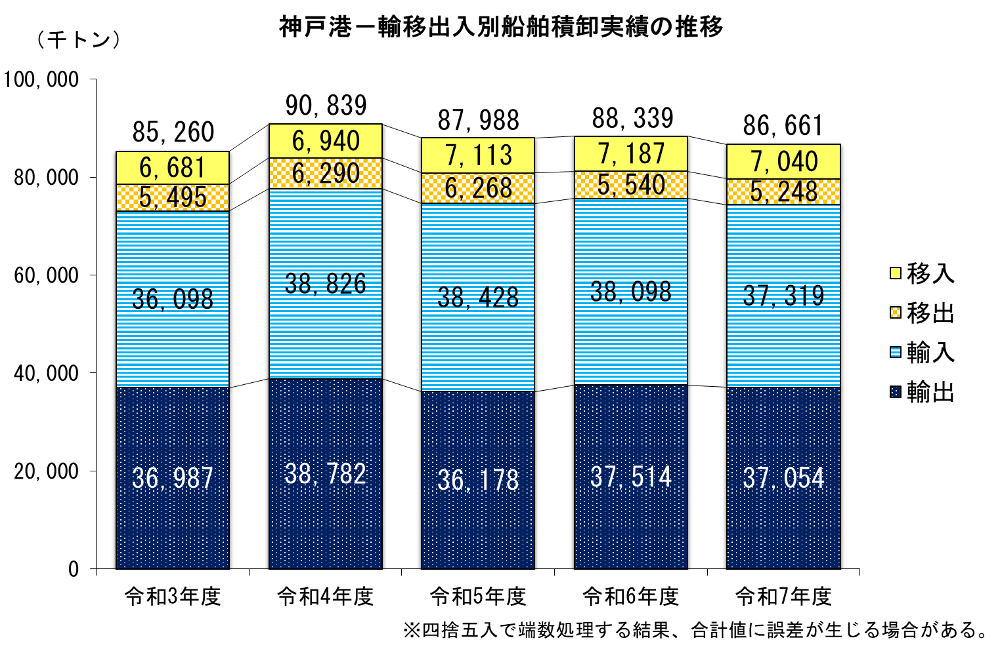 神戸港－輸移出入別船舶積卸実績の推移
（千トン）
100,000
80,000
60,000
40,000
20,000
0
85,260
90,839
87,988
88,339
86,661
6,681
6,940
7,113
7,187
7,040
5,495
6,290
6,268
5,540
5,248
36,098
38,826
38,428
38,098
37,319
36,987
38,782
36,178
37,514
37,054
令和3年度
令和4年度
令和5年度
令和6年度
令和7年度
移入
移出
輸入
輸出
※四捨五入で端数処理する結果、合計値に誤差が生じる場合がある。